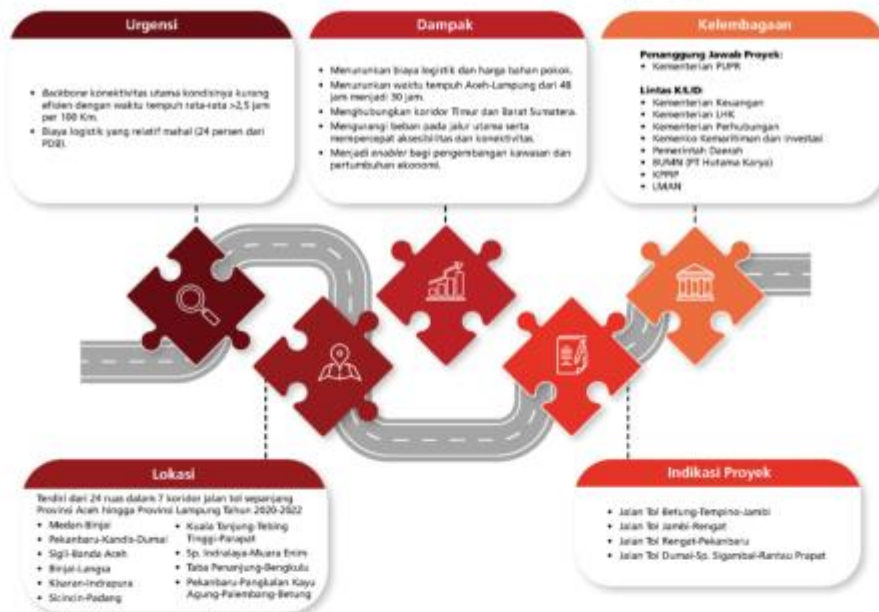 Urgensi
• Backbone konektivitas utama kondisinya kurang
efisien dengan waktu tempuh rata-rata >2,5 jam
per 100 Km.
• Biaya logistik yang relatif mahal (24 persen dari
PDB).
Dampak
• Menurunkan biaya logistik dan harga bahan pokok.
• Menurunkan waktu tempuh Aceh-Lampung dari 48
jam menjadi 30 jam.
• Menghubungkan koridor Timur dan Barat Sumatera.
• Mengurangi beban pada jalur utama serta
mempercepat aksesibilitas dan konektivitas.
• Menjadi enabler bagi pengembangan kawasan dan
pertumbuhan ekonomi.
Kelembagaan
Penanggung Jawab Proyek:
• Kementerian PUPR
Lintas K/L/D:
• Kementerian Keuangan
• Kementerian LHK
• Kementerian Perhubungan
• Kemenko Kemaritiman dan Investasi
• Pemerintah Daerah
• BUMN (PT Hutama Karya)
• KPPIP
• LMAN
Lokasi
Terdiri dari 24 ruas dalam 7 koridor jalan tol sepanjang
Provinsi Aceh hingga Provinsi Lampung Tahun 2020-2022
• Medan-Binjai
• Pekanbaru-Kandis-Dumai
• Sigli-Banda Aceh
• Binjai-Langsa
• Kisaran-Indrapura
• Sicincin-Padang
• Kuala Tanjung-Tebing
Tinggi-Parapat
• Sp. Indralaya-Muara Enim
• Taba Penanjung-Bengkulu
• Pekanbaru-Pangkalan Kayu
Agung-Palembang-Betung
Indikasi Proyek
• Jalan Tol Betung-Tempino-Jambi
• Jalan Tol Jambi-Rengat
• Jalan Tol Rengat-Pekanbaru
• Jalan Tol Dumai-Sp. Sigambal-Rantau Prapat